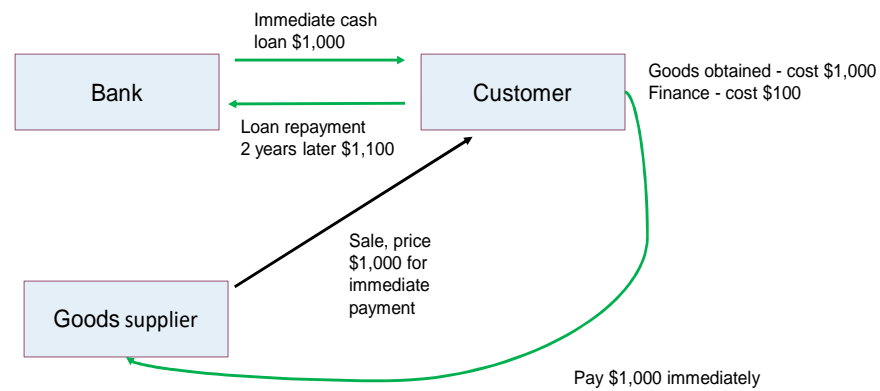 Immediate cash
loan $1,000
Bank
Customer
Goods obtained - cost $1,000
Finance - cost $100
Loan repayment
2 years later $1,100
Sale, price
$1,000 for
immediate
payment
Goods supplier
Pay $1,000 immediately